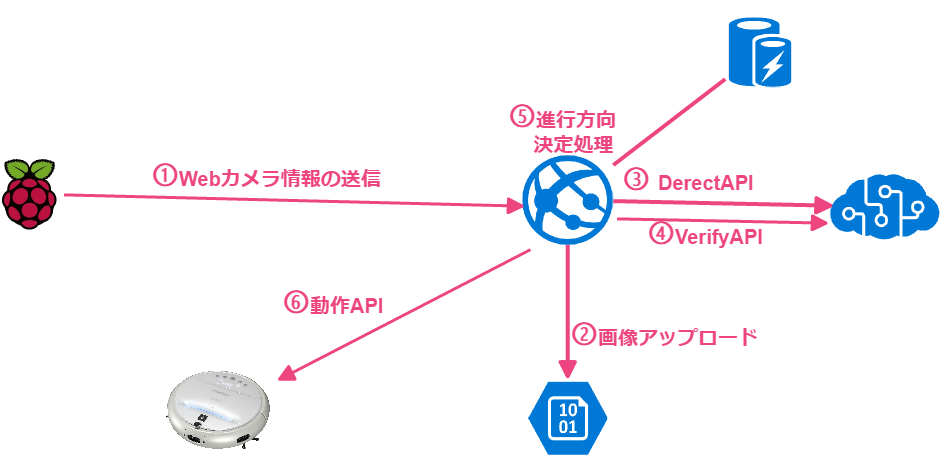 ⑤進行方向
決定処理
①Webカメラ情報の送信
③ DerectAPI
④VerifyAPI
⑥動作API
②画像アップロード
10
01